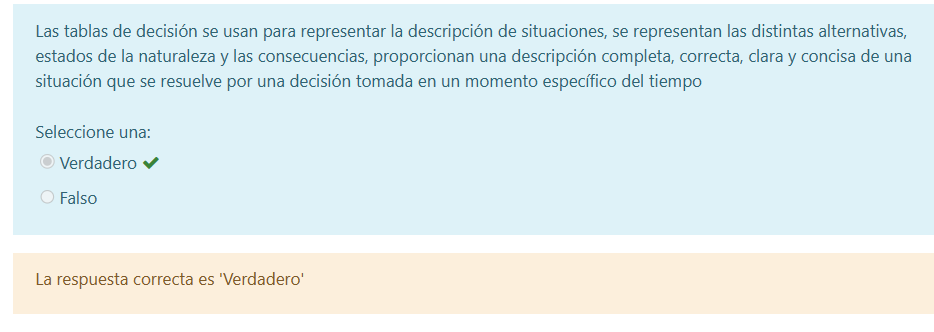 Las tablas de decisión se usan para representar la descripción de situaciones, se representan las distintas alternativas,
estados de la naturaleza y las consecuencias, proporcionan una descripción completa, correcta, clara y concisa de una
situación que se resuelve por una decisión tomada en un momento específico del tiempo
Seleccione una:
Verdadero
Falso
La respuesta correcta es 'Verdadero'